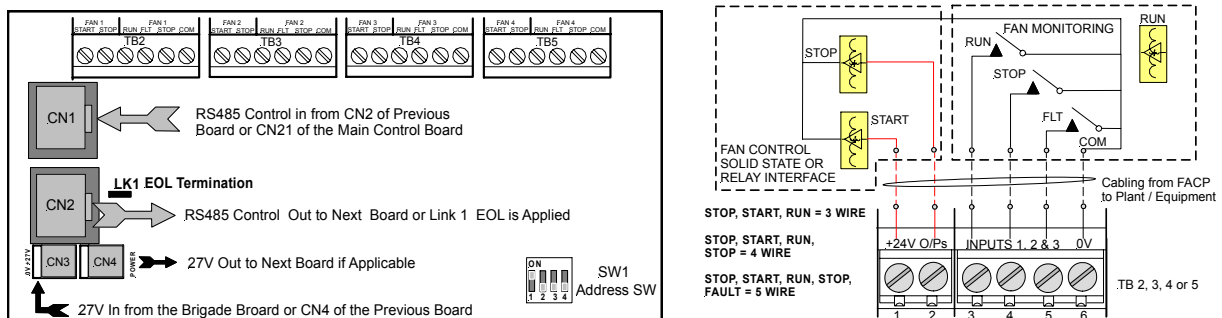 FAN 1 FAN 1 FAN 2 FAN 2 FAN 3 FAN 3 FAN 4 FAN 4
START STOP RUN FLT STOP COM START STOP RUN FLT STOP COM START STOP RUN FLT STOP COM START STOP RUN FLT STOP COM
TB2 TB3 TB4 TB5
CN1
RS485 Control in from CN2 of Previous
Board or CN21 of the Main Control Board
LK1 EOL Termination
CN2
RS485 Control Out to Next Board or Link 1 EOL is Applied
0V +27V
CN3
CN4
POWER
27V Out to Next Board if Applicable
27V In from the Brigade Broard or CN4 of the Previous Board
ON
1 2 3 4
SW1
Address SW
STOP
START
FAN CONTROL
SOLID STATE OR
RELAY INTERFACE
FAN MONITORING
RUN
RUN
STOP
FLT
COM
Cabling from FACP
to Plant / Equipment
STOP, START, RUN = 3 WIRE
STOP, START, RUN,
STOP = 4 WIRE
STOP, START, RUN, STOP,
FAULT = 5 WIRE
+24V O/Ps INPUTS 1, 2 & 3 0V
TB 2, 3, 4 or 5
1 2 3 4 5 6